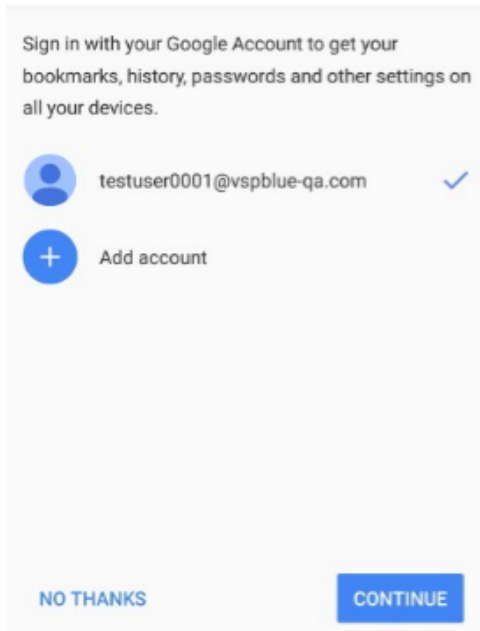 Sign in with your Google Account to get your
bookmarks, history, passwords and other settings on
all your devices.
testuser0001@vspblue-qa.com
Add account
NO THANKS
CONTINUE